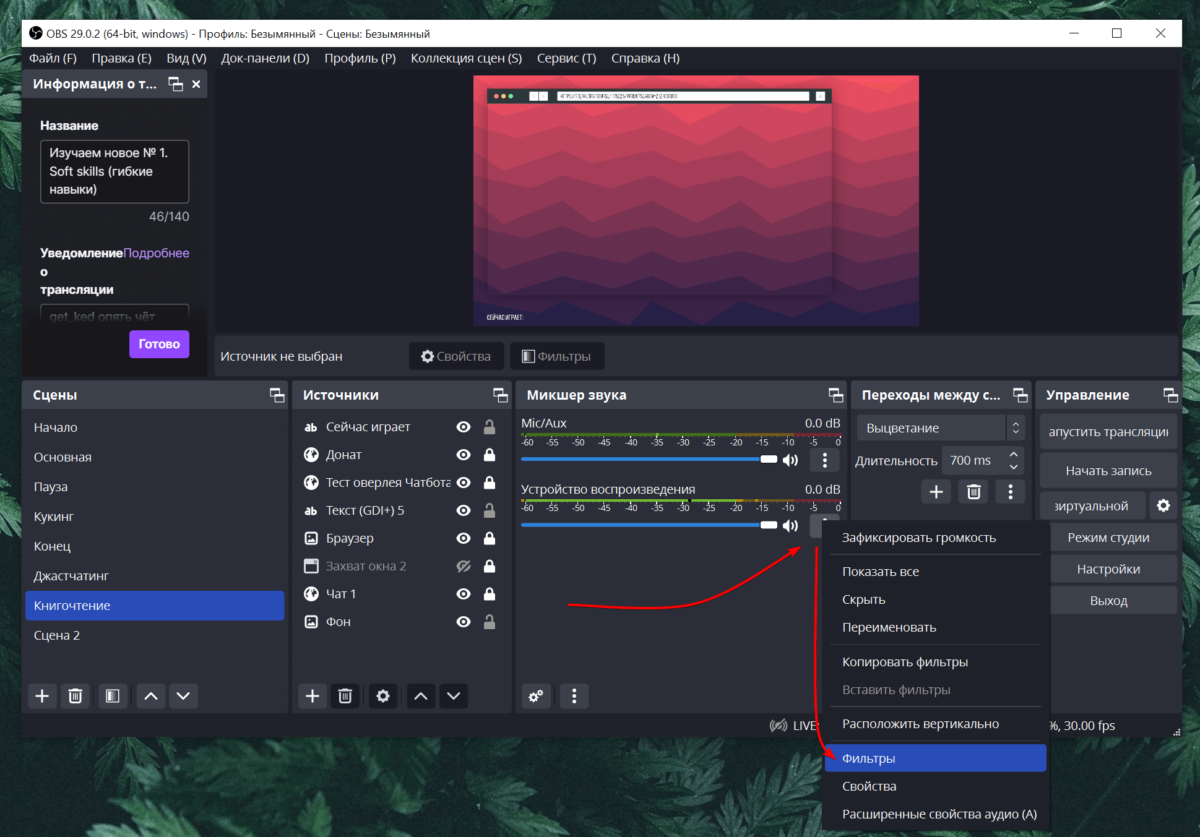 OBS 29.0.2 (64-bit, windows) - Профиль: Безымянный - Сцены: Безымянный
Файл (F) Правка (E) Вид (V) Док-панели (D) Профиль (P) Коллекция сцен (S) Сервис (T) Справка (H)
Информация о т...
Название
Изучаем новое № 1.
Soft skills (гибкие
навыки)
46/140
Уведомление Подробнее
о
трансляции
get_ked опять чёт
Готово
СЕЙЧАС ИГРАЕТ:
Источник не выбран
Свойства
Фильтры
Сцены
Начало
Основная
Пауза
Кукинг
Конец
Джастчатинг
Книгочтение
Сцена 2
Источники
ab Сейчас играет
Донат
Тест оверлея Чатбота
ab Текст (GDI+) 5
Браузер
Захват окна 2
Чат 1
Фон
Микшер звука
Mic/Aux 0.0 dB
-60 -55 -50 -45 -40 -35 -30 -25 -20 -15 -10 -5 0
Устройство воспроизведения 0.0 dB
-60 -55 -50 -45 -40 -35 -30 -25 -20 -15 -10 -5 0
Переходы между с...
Выцветание
Длительность 700 ms
Управление
апустить трансляци
Начать запись
виртуальной
Режим студии
Настройки
Выход
Зафиксировать громкость
Показать все
Скрыть
Переименовать
Копировать фильтры
Вставить фильтры
Расположить вертикально
Фильтры
Свойства
Расширенные свойства аудио (A)
LIVE:
%, 30.00 fps